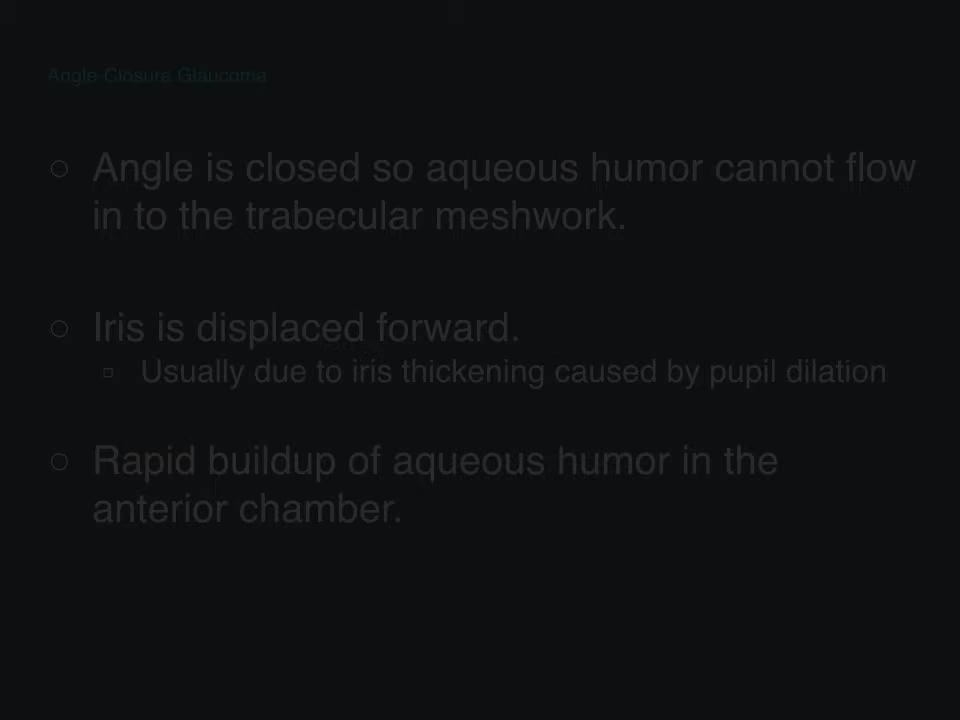 Angle-Closure Glaucoma
○ Angle is closed so aqueous humor cannot flow
in to the trabecular meshwork.
○ Iris is displaced forward.
▫ Usually due to iris thickening caused by pupil dilation
○ Rapid buildup of aqueous humor in the
anterior chamber.